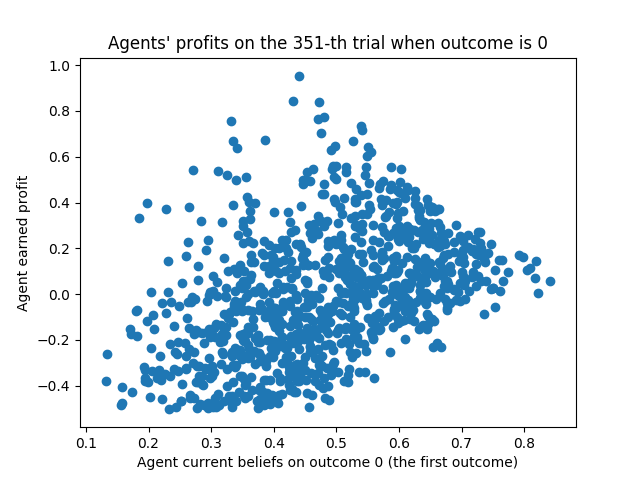 Agents' profits on the 351-th trial when outcome is 0
1.0
0.8
0.6
0.4
0.2
0.0
−0.2
−0.4
Agent earned profit
0.1 0.2 0.3 0.4 0.5 0.6 0.7 0.8
Agent current beliefs on outcome 0 (the first outcome)